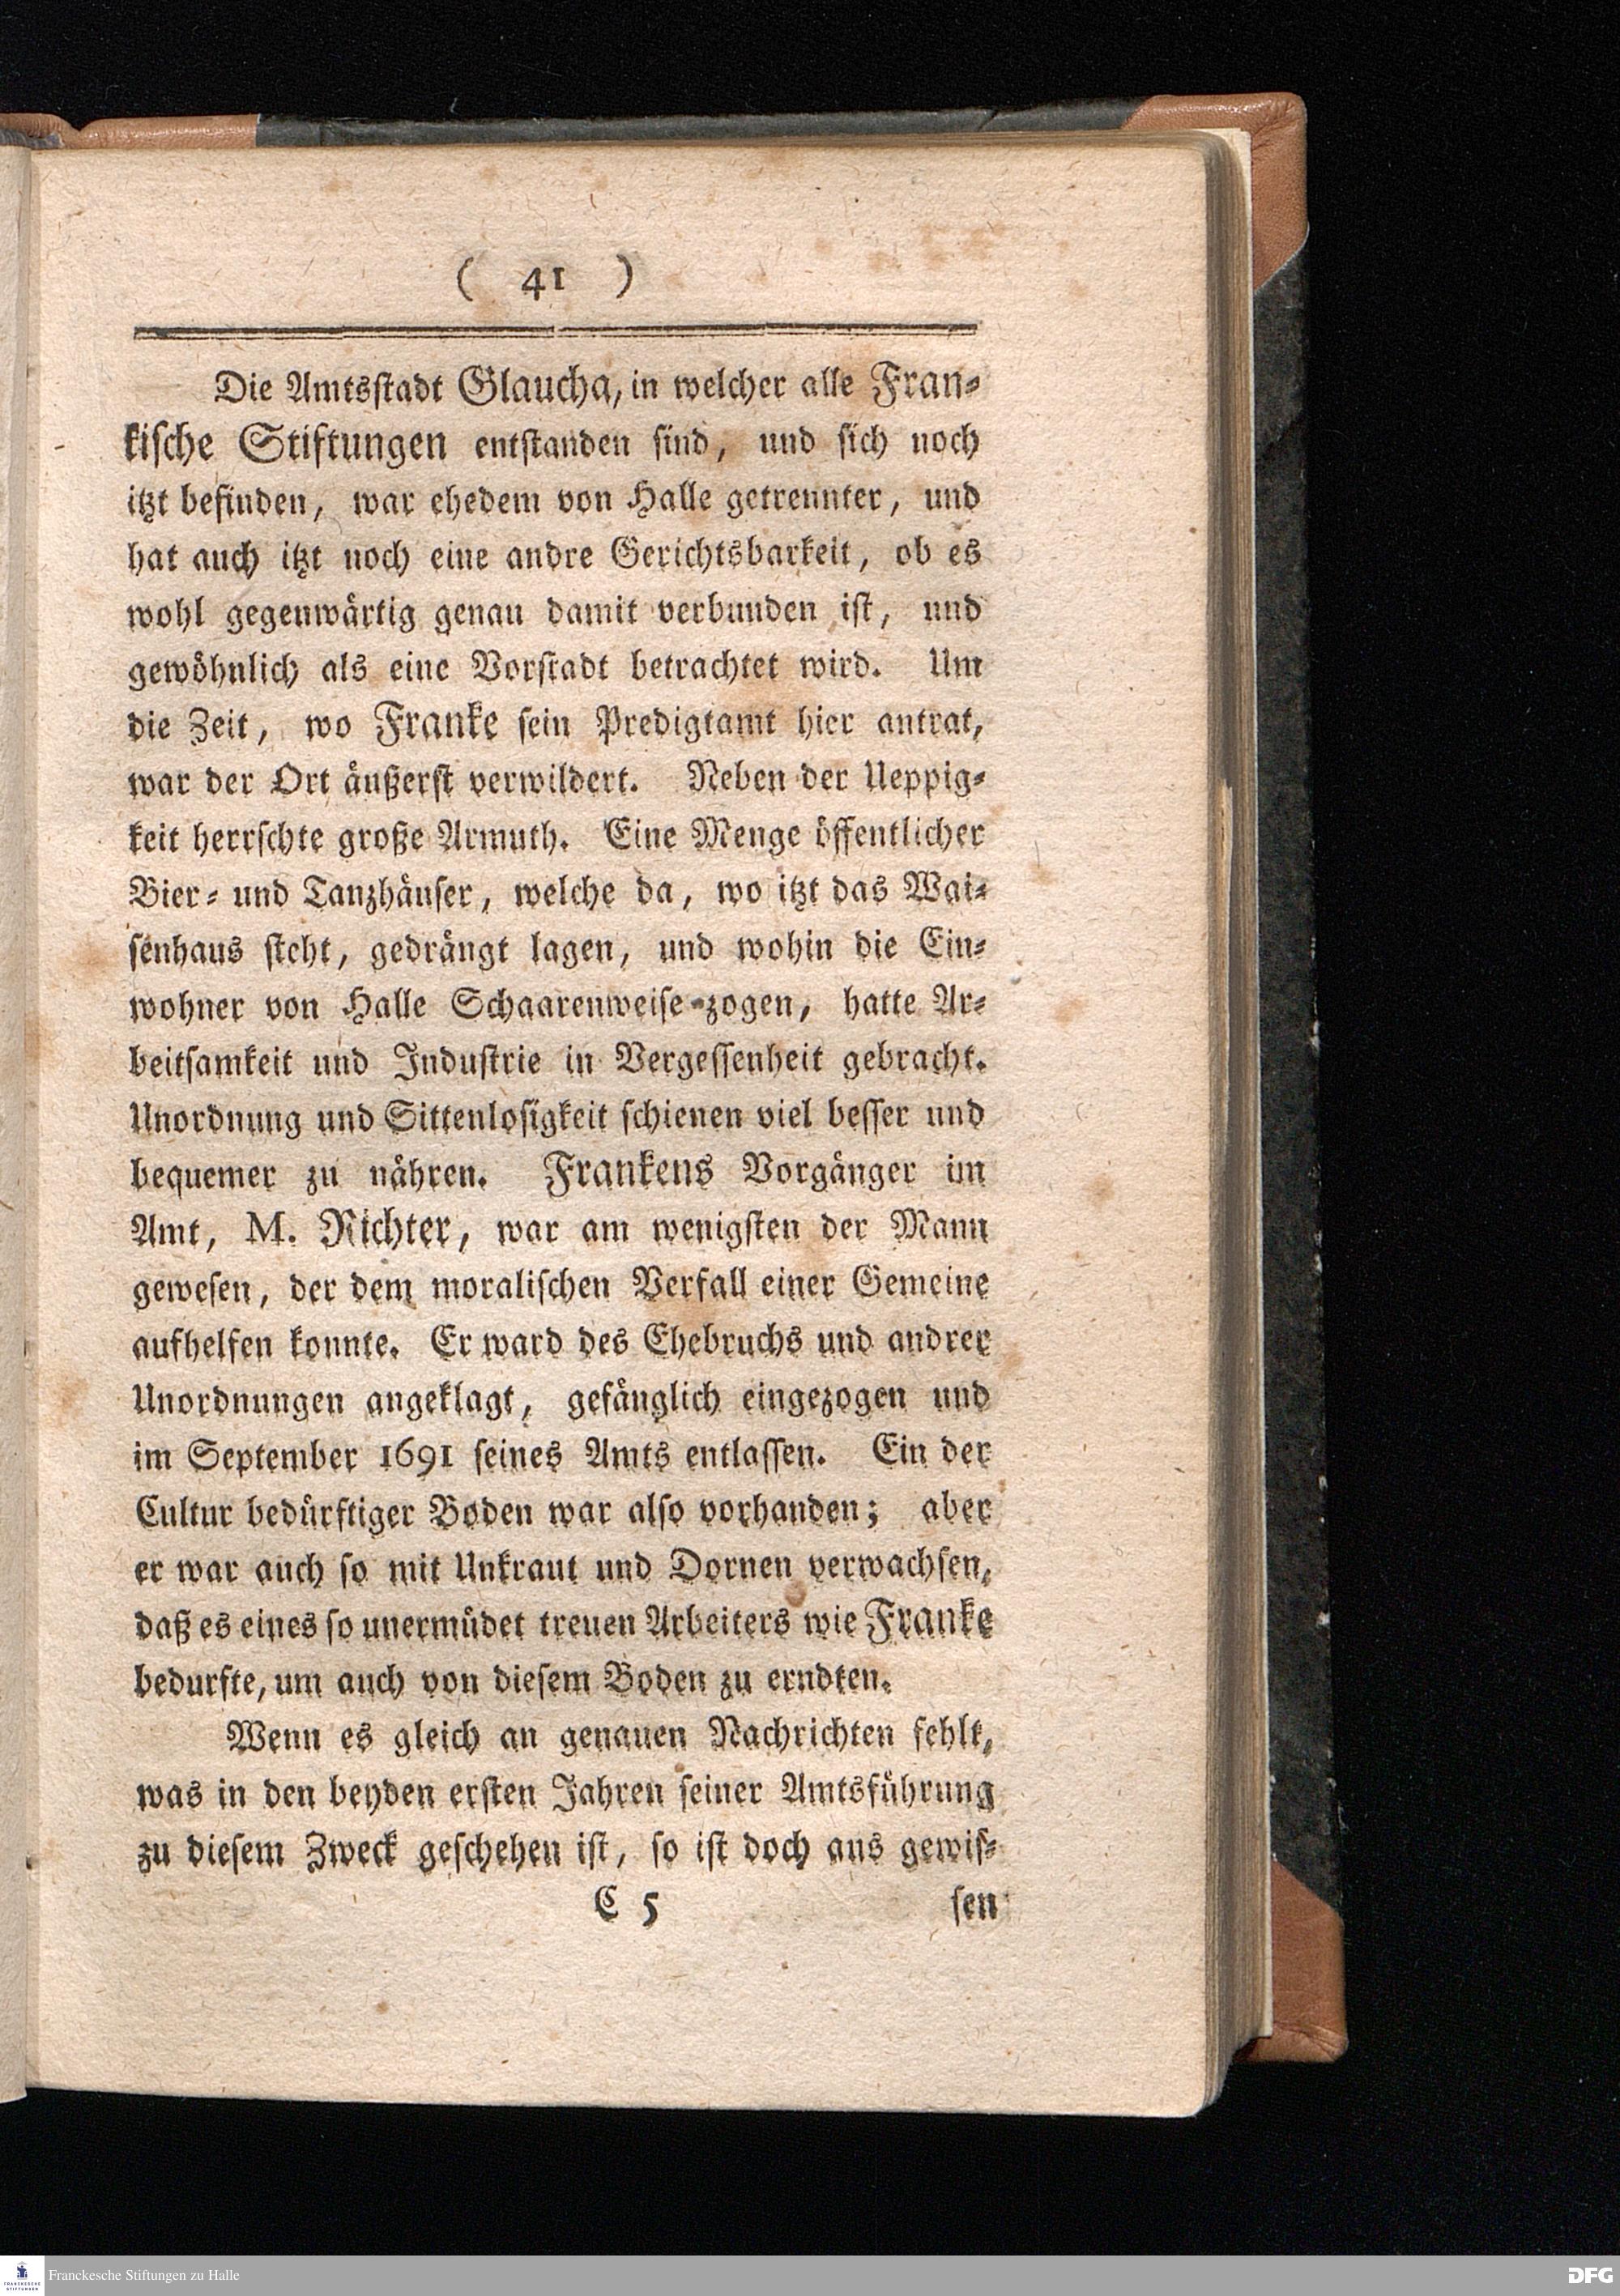 ( 41 )
Die Amtsstadt Glaucha, in welcher alle Fran-
kische Stiftungen entstanden sind, und sich noch
itzt befinden, war ehedem von Halle getrennter, und
hat auch itzt noch eine andre Gerichtsbarkeit, ob es
wohl gegenwärtig genau damit verbunden ist, und
gewöhnlich als eine Vorstadt betrachtet wird. Um
die Zeit, wo Franke sein Predigtamt hier antrat,
war der Ort äußerst verwildert. Neben der Ueppig-
keit herrschte große Armuth. Eine Menge öffentlicher
Bier- und Tanzhäuser, welche da, wo itzt das Wai-
senhaus steht, gedrängt lagen, und wohin die Ein-
wohner von Halle Schaarenweise zogen, hatte Ar-
beitsamkeit und Industrie in Vergessenheit gebracht.
Unordnung und Sittenlosigkeit schienen viel besser und
bequemer zu nähren. Frankens Vorgänger im
Amt, M. Richter, war am wenigsten der Mann
gewesen, der dem moralischen Verfall einer Gemeine
aufhelfen konnte. Er ward des Ehebruchs und andrer
Unordnungen angeklagt, gefänglich eingezogen und
im September 1691 seines Amts entlassen. Ein der
Cultur bedürftiger Boden war also vorhanden; aber
er war auch so mit Unkraut und Dornen verwachsen,
daß es eines so unermüdet treuen Arbeiters wie Franke
bedurfte, um auch von diesem Boden zu erndten.
Wenn es gleich an genauen Nachrichten fehlt,
was in den beyden ersten Jahren seiner Amtsführung
zu diesem Zweck geschehen ist, so ist doch aus gewis-
C 5 sen
FRANCKESCHE STIFTUNGEN Franckesche Stiftungen zu Halle DFG